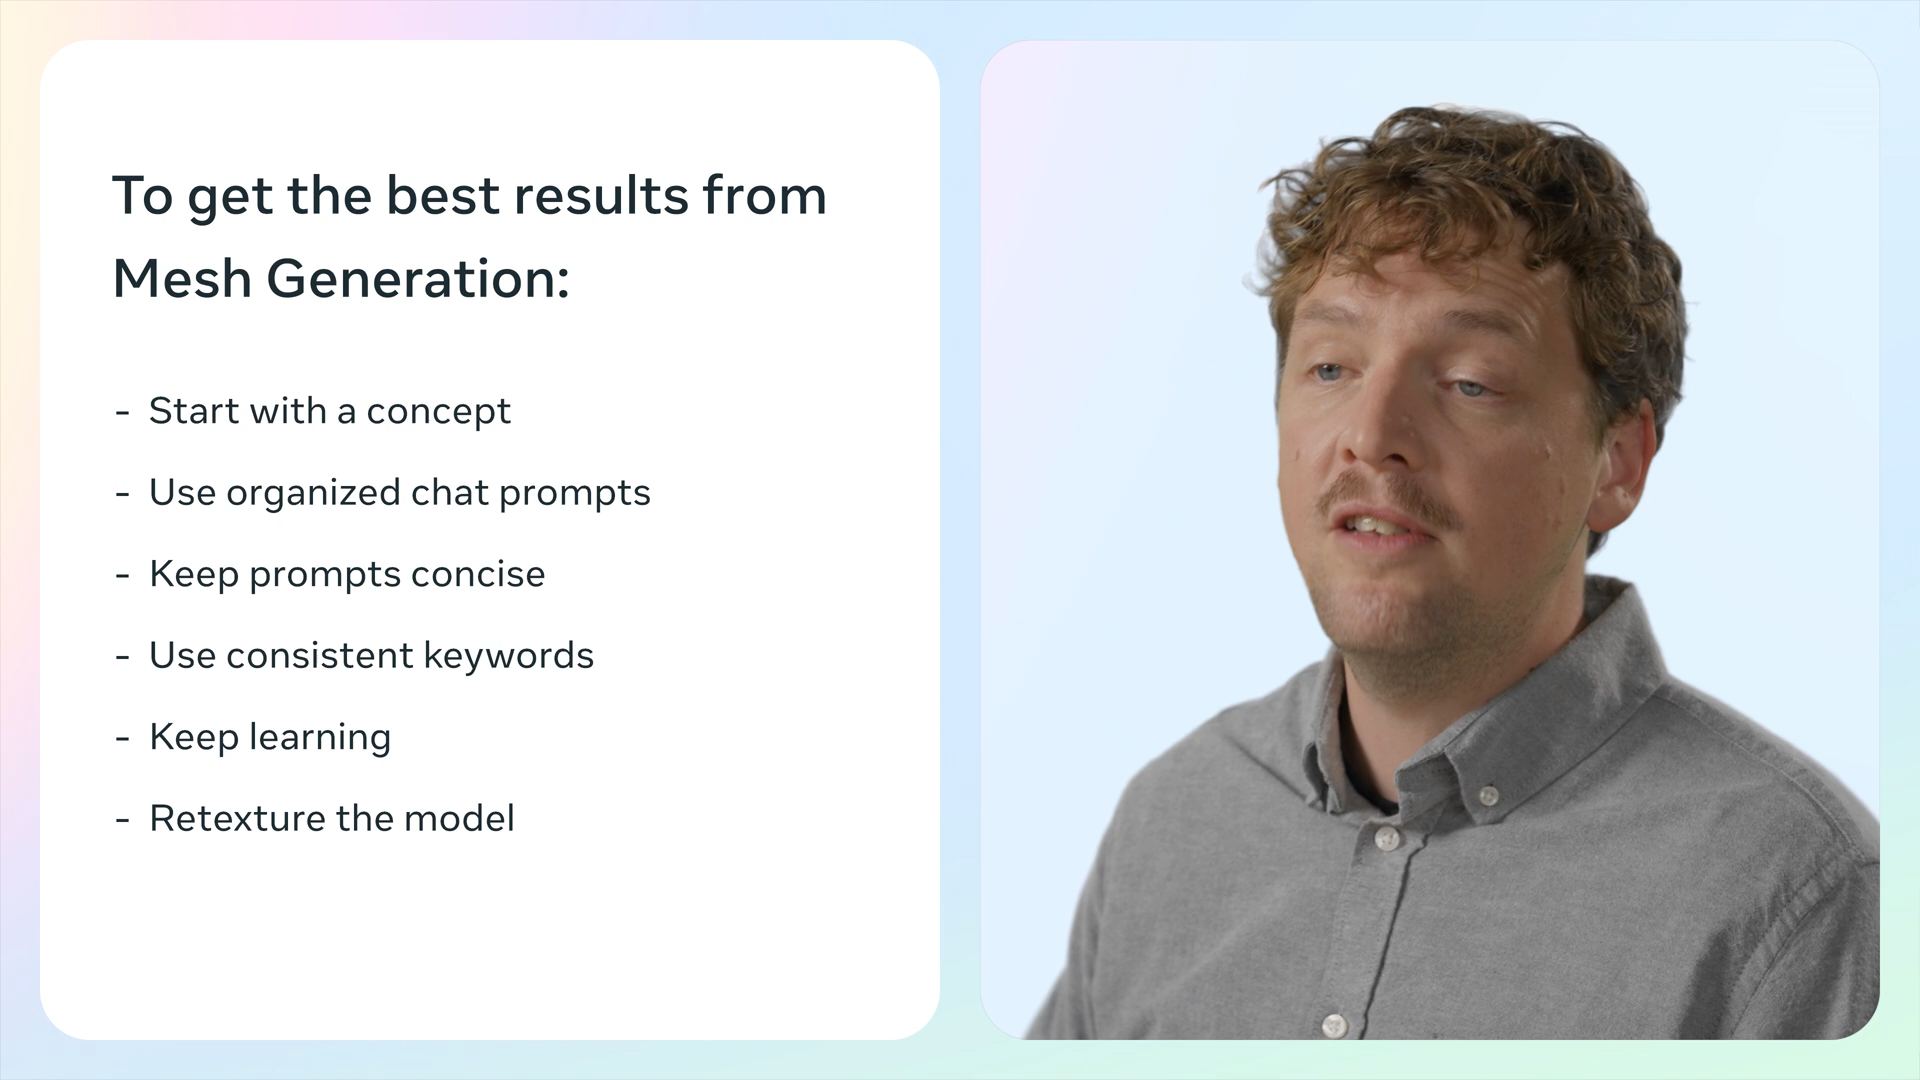 To get the best results from
Mesh Generation:
- Start with a concept
- Use organized chat prompts
- Keep prompts concise
- Use consistent keywords
- Keep learning
- Retexture the model